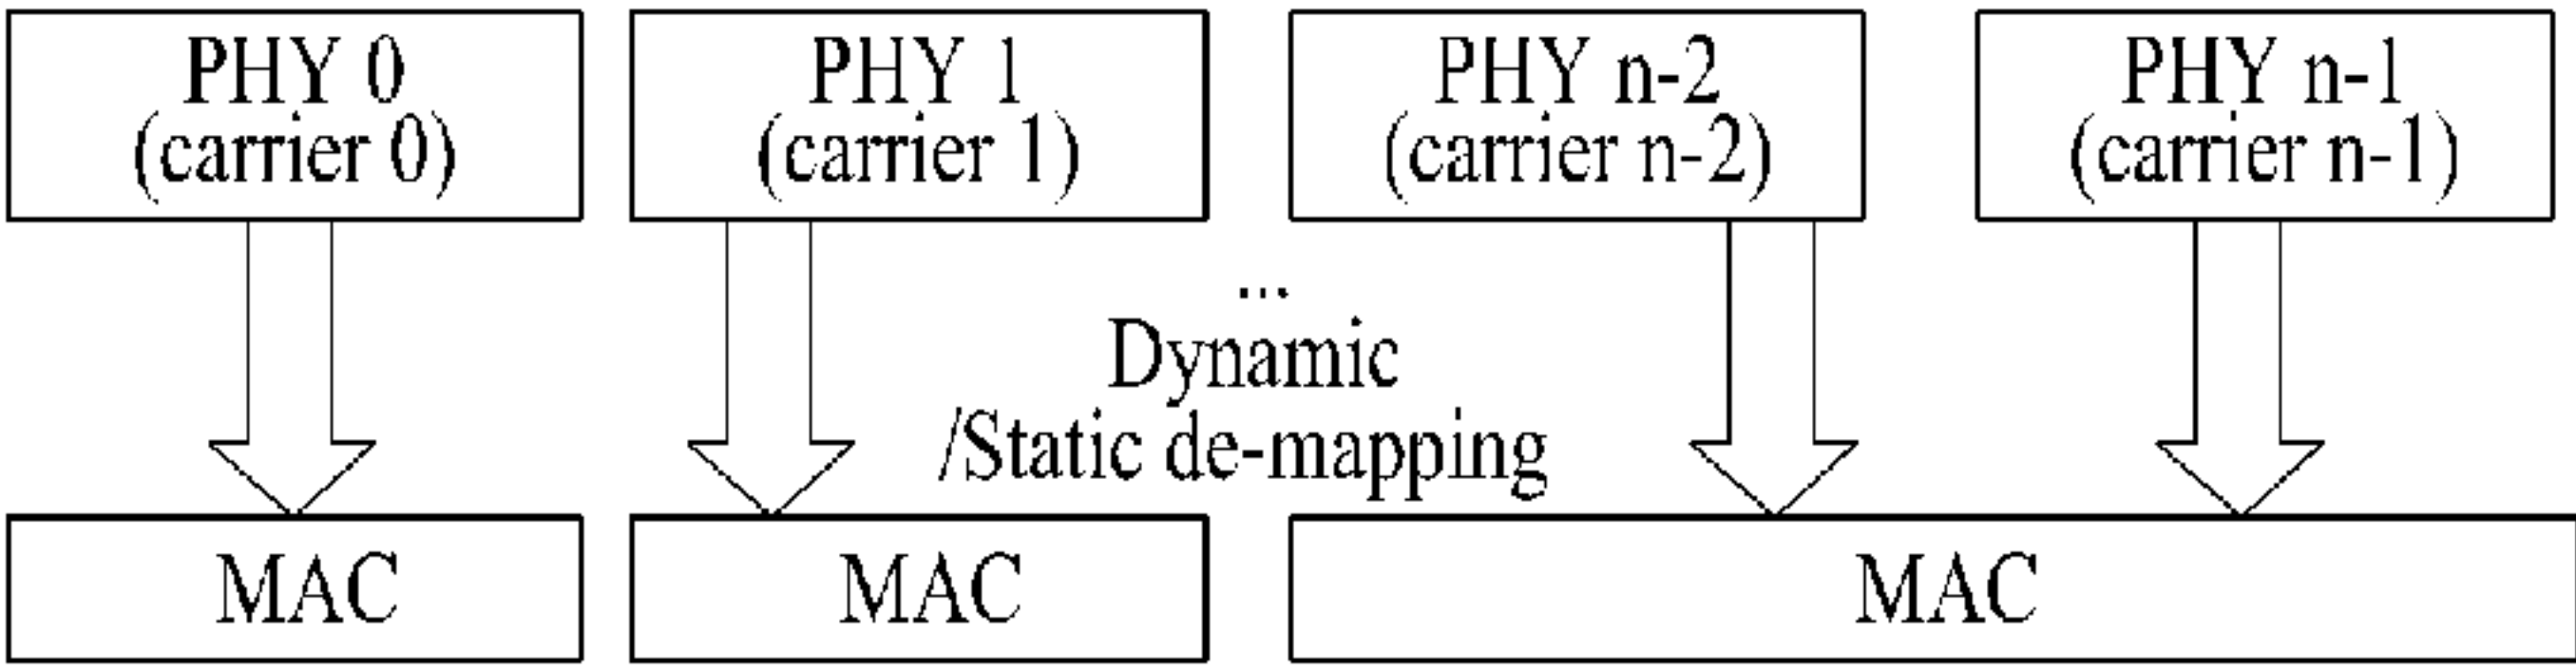 PHY 0
(carrier 0)
PHY 1
(carrier 1)
PHY n-2
(carrier n-2)
PHY n-1
(carrier n-1)
...
Dynamic
/Static de-mapping
MAC
MAC
MAC